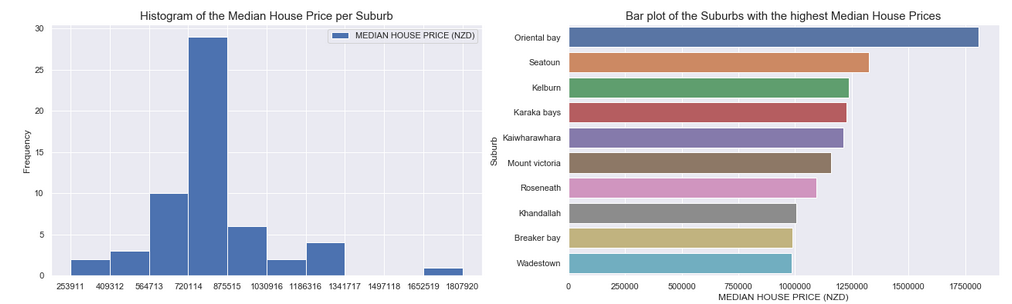 Histogram of the Median House Price per Suburb
MEDIAN HOUSE PRICE (NZD)
Frequency
30
25
20
15
10
5
0
253911 409312 564713 720114 875515 1030916 1186316 1341717 1497118 1652519 1807920
Bar plot of the Suburbs with the highest Median House Prices
Suburb
Oriental bay
Seatoun
Kelburn
Karaka bays
Kaiwharawhara
Mount victoria
Roseneath
Khandallah
Breaker bay
Wadestown
0 250000 500000 750000 1000000 1250000 1500000 1750000
MEDIAN HOUSE PRICE (NZD)